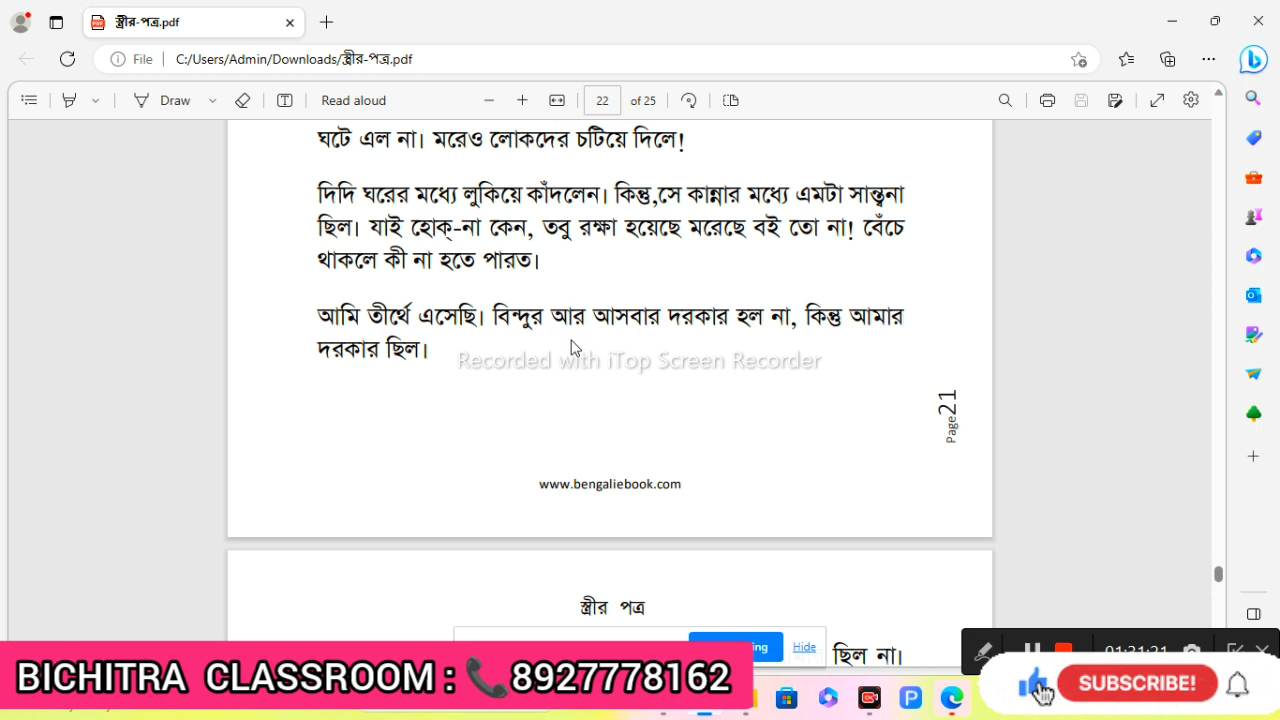 স্ত্রীর-পত্র.pdf
File C:/Users/Admin/Downloads/স্ত্রীর-পত্র.pdf
Draw Read aloud 22 of 25
ঘটে এল না। মরেও লোকদের চটিয়ে দিলে!
দিদি ঘরের মধ্যে লুকিয়ে কাঁদলেন। কিন্তু,সে কান্নার মধ্যে এমটা সান্ত্বনা
ছিল। যাই হোক্-না কেন, তবু রক্ষা হয়েছে মরেছে বই তো না! বেঁচে
থাকলে কী না হতে পারত।
আমি তীর্থে এসেছি। বিন্দুর আর আসবার দরকার হল না, কিন্তু আমার
দরকার ছিল।
Recorded with iTop Screen Recorder
Page21
www.bengaliebook.com
স্ত্রীর পত্র
Hide
ছিল না।
BICHITRA CLASSROOM : 8927778162
SUBSCRIBE!